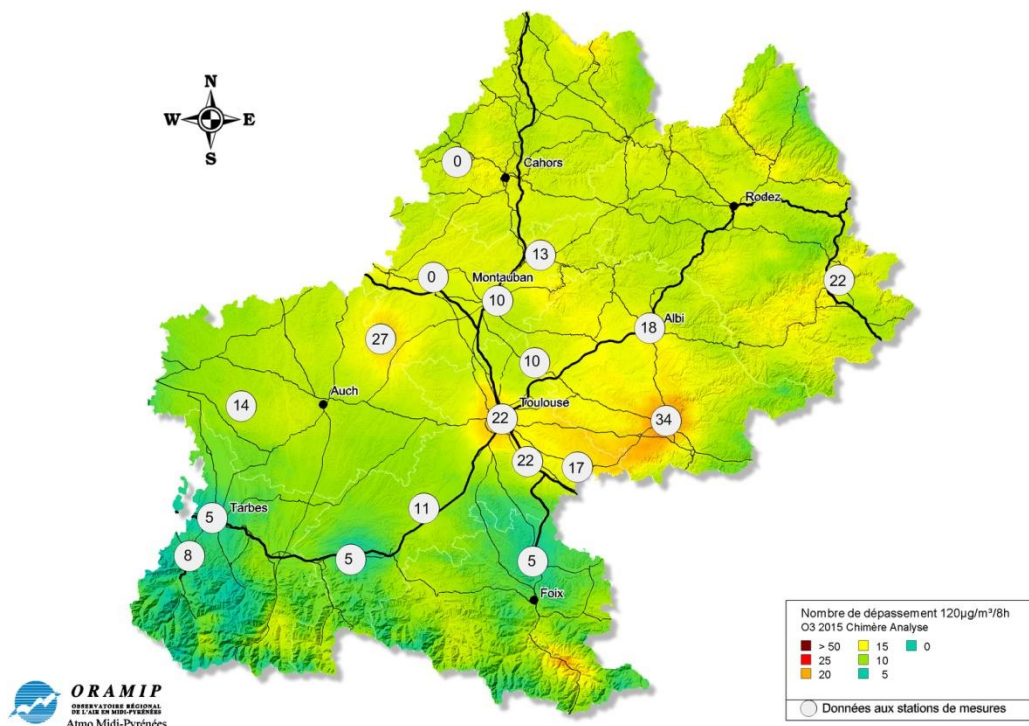 N
W E
S
0
Cahors
Rodez
13
0
Montauban
10
22
18
Albi
27
10
14
Auch
22
Toulouse
34
22
17
11
5
Tarbes
8
5
5
Foix
Nombre de dépassement 120µg/m³/8h
O3 2015 Chimère Analyse
> 50 15 0
25 10
20 5
Données aux stations de mesures
ORAMIP
OBSERVATOIRE RÉGIONAL
DE L'AIR EN MIDI-PYRÉNÉES
Atmo Midi-Pyrénées